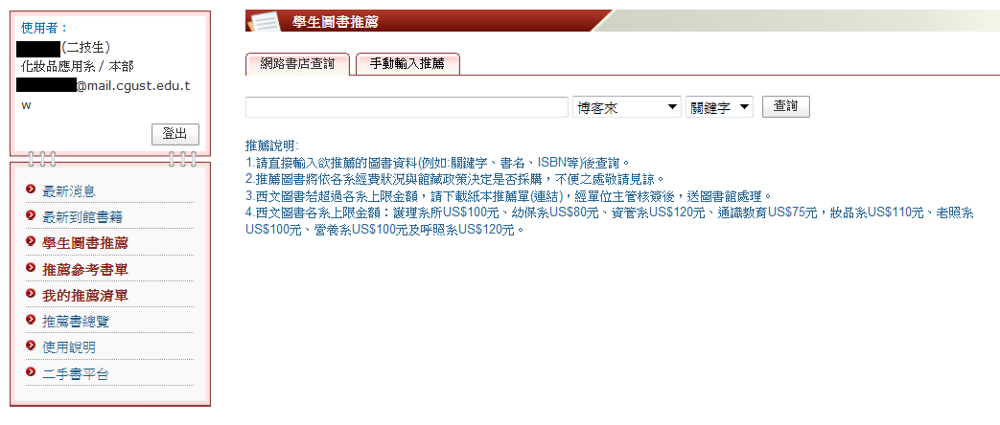 使用者：
(二技生)
化妝品應用系 / 本部
@mail.cgust.edu.t
w
登出
最新消息
最新到館書籍
學生圖書推薦
推薦參考書單
我的推薦清單
推薦書總覽
使用說明
二手書平台
學生圖書推薦
網路書店查詢 手動輸入推薦
博客來 關鍵字 查詢
推薦說明:
1.請直接輸入欲推薦的圖書資料(例如:關鍵字、書名、ISBN等)後查詢。
2.推薦圖書將依各系經費狀況與館藏政策決定是否採購，不便之處敬請見諒。
3.西文圖書若超過各系上限金額，請下載紙本推薦單(連結)，經單位主管核簽後，送圖書館處理。
4.西文圖書各系上限金額：護理系所US$100元、幼保系US$80元、資管系US$120元、通識教育US$75元，妝品系US$110元、老照系
US$100元、營養系US$100元及呼照系US$120元。